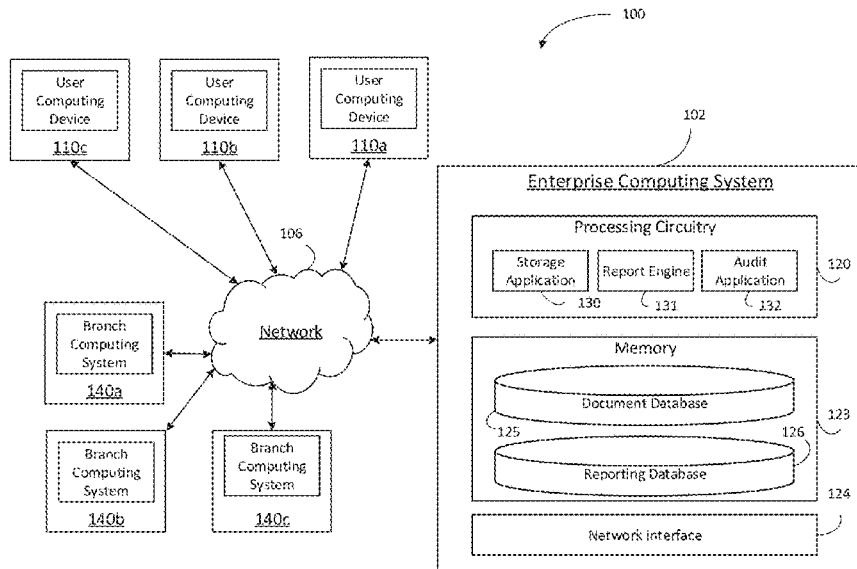 100
User
Computing
Device
110c
User
Computing
Device
110b
User
Computing
Device
110a
102
Enterprise Computing System
Processing Circuitry
Storage
Application
130
Report Engine
131
Audit
Application
132
120
106
Network
Memory
Document Database
125
123
Reporting Database
126
124
Network interface
Branch
Computing
System
140a
Branch
Computing
System
140b
Branch
Computing
System
140c